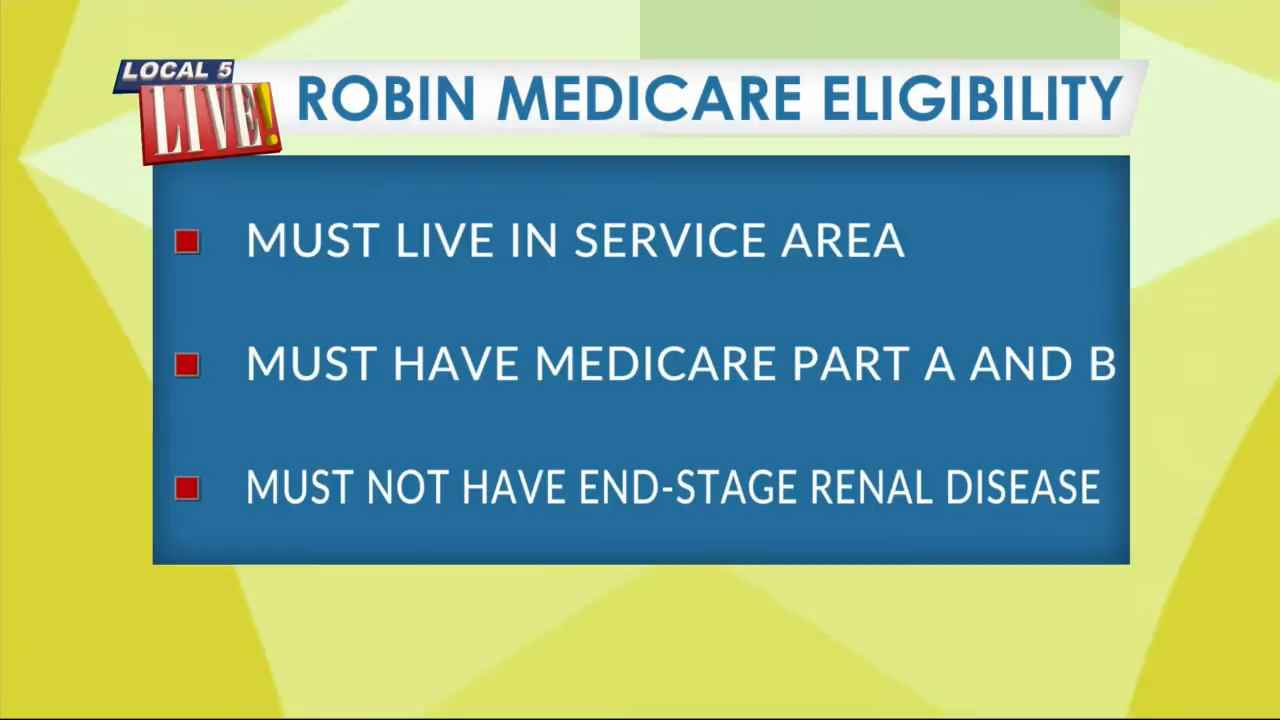 LOCAL 5
LIVE!
ROBIN MEDICARE ELIGIBILITY
MUST LIVE IN SERVICE AREA
MUST HAVE MEDICARE PART A AND B
MUST NOT HAVE END-STAGE RENAL DISEASE